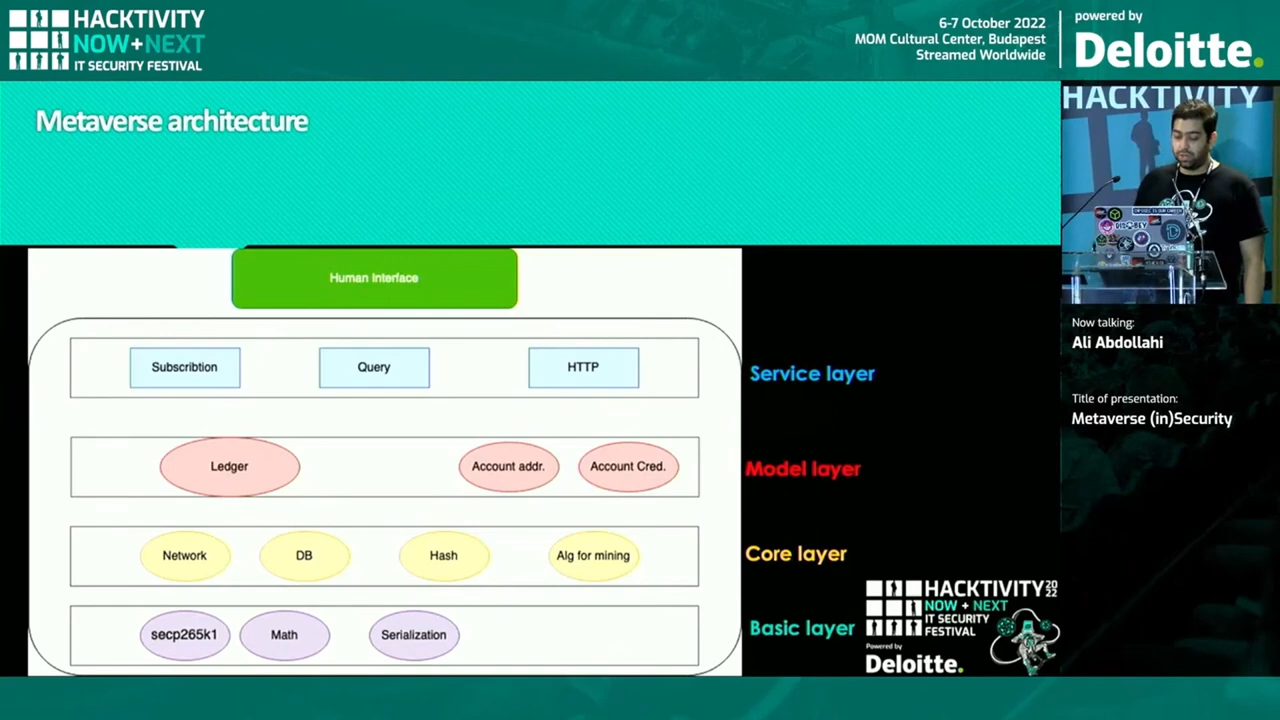 HACKTIVITY
NOW+NEXT
IT SECURITY FESTIVAL
6-7 October 2022
MOM Cultural Center, Budapest
Streamed Worldwide
powered by
Deloitte.
Metaverse architecture
Human Interface
Subscribtion
Query
HTTP
Service layer
Ledger
Account addr.
Account Cred.
Model layer
Network
DB
Hash
Alg for mining
Core layer
secp265k1
Math
Serialization
Basic layer
HACKTIVITY 2022
NOW + NEXT
IT SECURITY
FESTIVAL
Powered by
Deloitte.
HACKTIVITY
Now talking:
Ali Abdollahi
Title of presentation:
Metaverse (in)Security